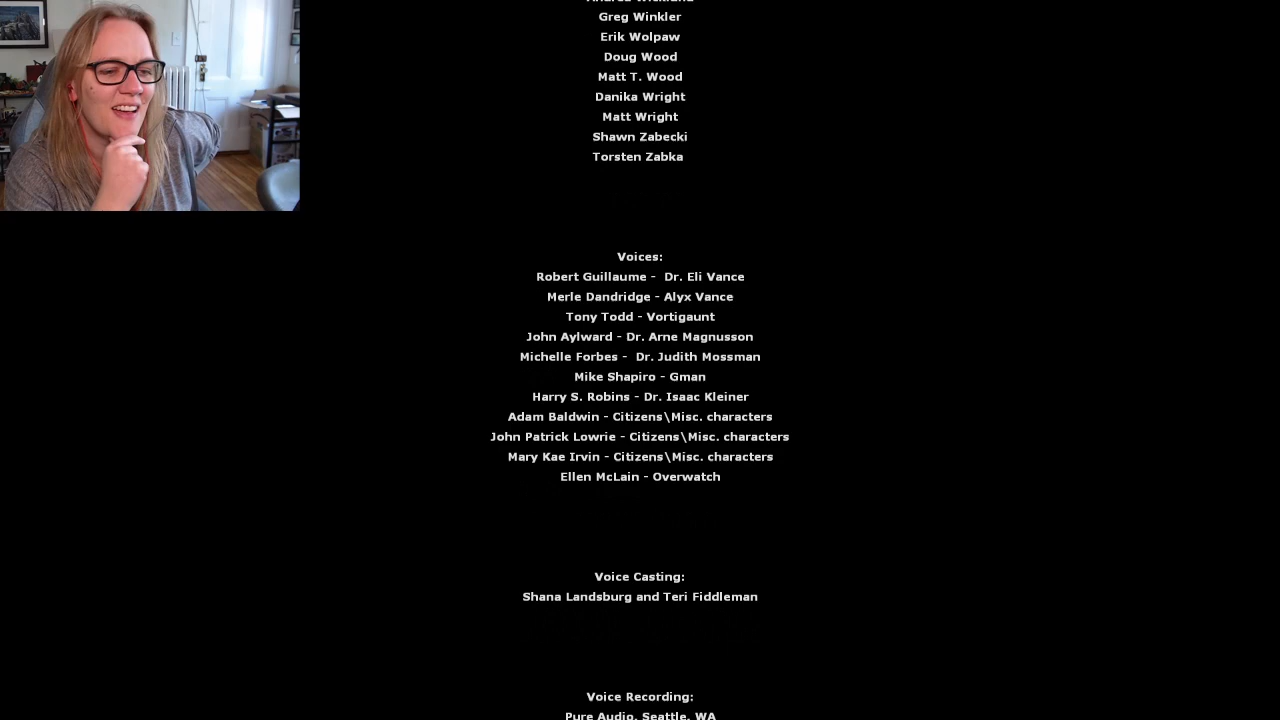 Greg Winkler
Erik Wolpaw
Doug Wood
Matt T. Wood
Danika Wright
Matt Wright
Shawn Zabecki
Torsten Zabka
Voices:
Robert Guillaume -  Dr. Eli Vance
Merle Dandridge - Alyx Vance
Tony Todd - Vortigaunt
John Aylward - Dr. Arne Magnusson
Michelle Forbes -  Dr. Judith Mossman
Mike Shapiro - Gman
Harry S. Robins - Dr. Isaac Kleiner
Adam Baldwin - Citizens\Misc. characters
John Patrick Lowrie - Citizens\Misc. characters
Mary Kae Irvin - Citizens\Misc. characters
Ellen McLain - Overwatch
Voice Casting:
Shana Landsburg and Teri Fiddleman
Voice Recording:
Pure Audio, Seattle, WA